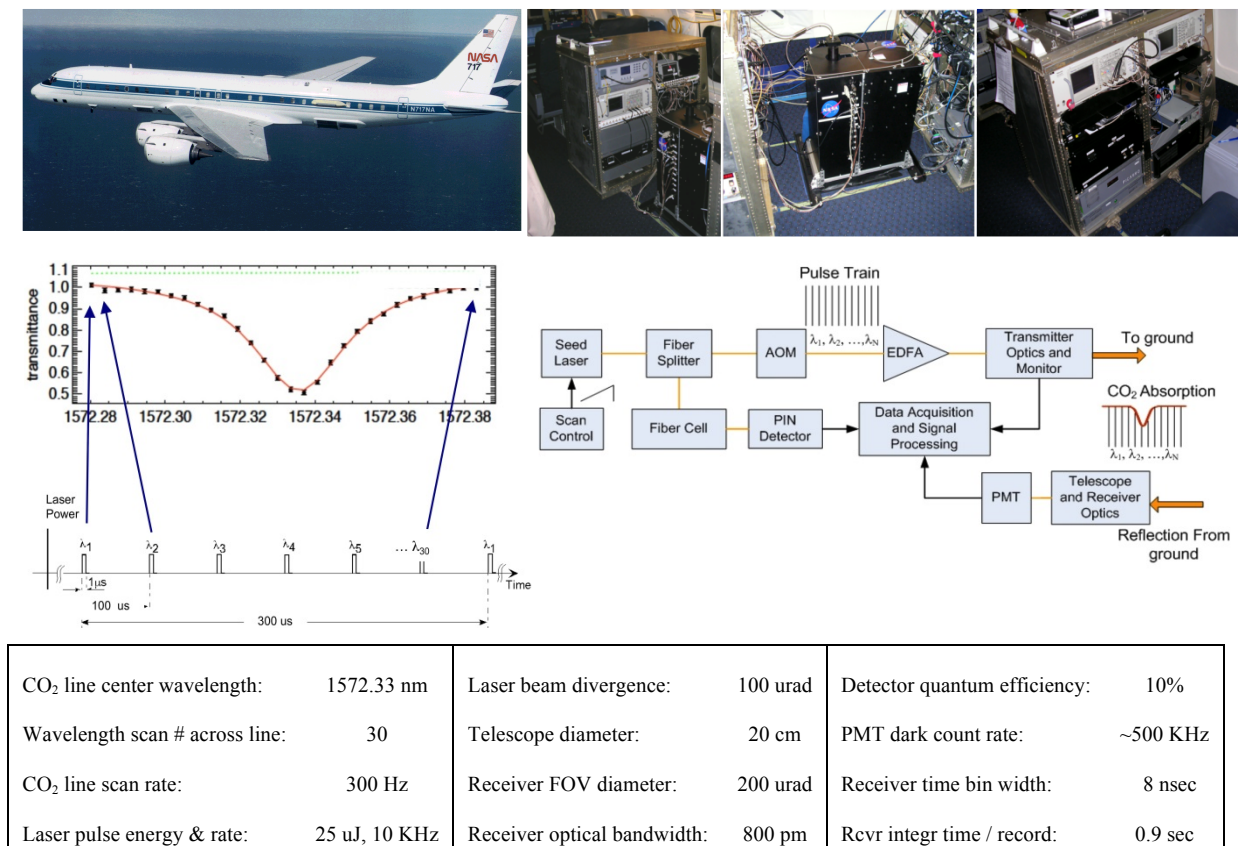 NASA
717
N717NA
NASA
1.1
1.0
0.9
0.8
0.7
0.6
0.5
transmittance
1572.28 1572.30 1572.32 1572.34 1572.36 1572.38
Laser
Power
λ1 λ2 λ3 λ4 λ5 ... λ30 λ1
Time
1μs
100 us
300 us
Pulse Train
λ1, λ2, ...,λN
Seed
Laser
Fiber
Splitter
AOM
EDFA
Transmitter
Optics and
Monitor
To ground
CO2 Absorption
λ1, λ2, ...,λN
Scan
Control
Fiber Cell
PIN
Detector
Data Acquisition
and Signal
Processing
PMT
Telescope
and Receiver
Optics
Reflection From
ground
CO2 line center wavelength: 1572.33 nm
Wavelength scan # across line: 30
CO2 line scan rate: 300 Hz
Laser pulse energy & rate: 25 uJ, 10 KHz
Laser beam divergence: 100 urad
Telescope diameter: 20 cm
Receiver FOV diameter: 200 urad
Receiver optical bandwidth: 800 pm
Detector quantum efficiency: 10%
PMT dark count rate: ~500 KHz
Receiver time bin width: 8 nsec
Rcvr integr time / record: 0.9 sec